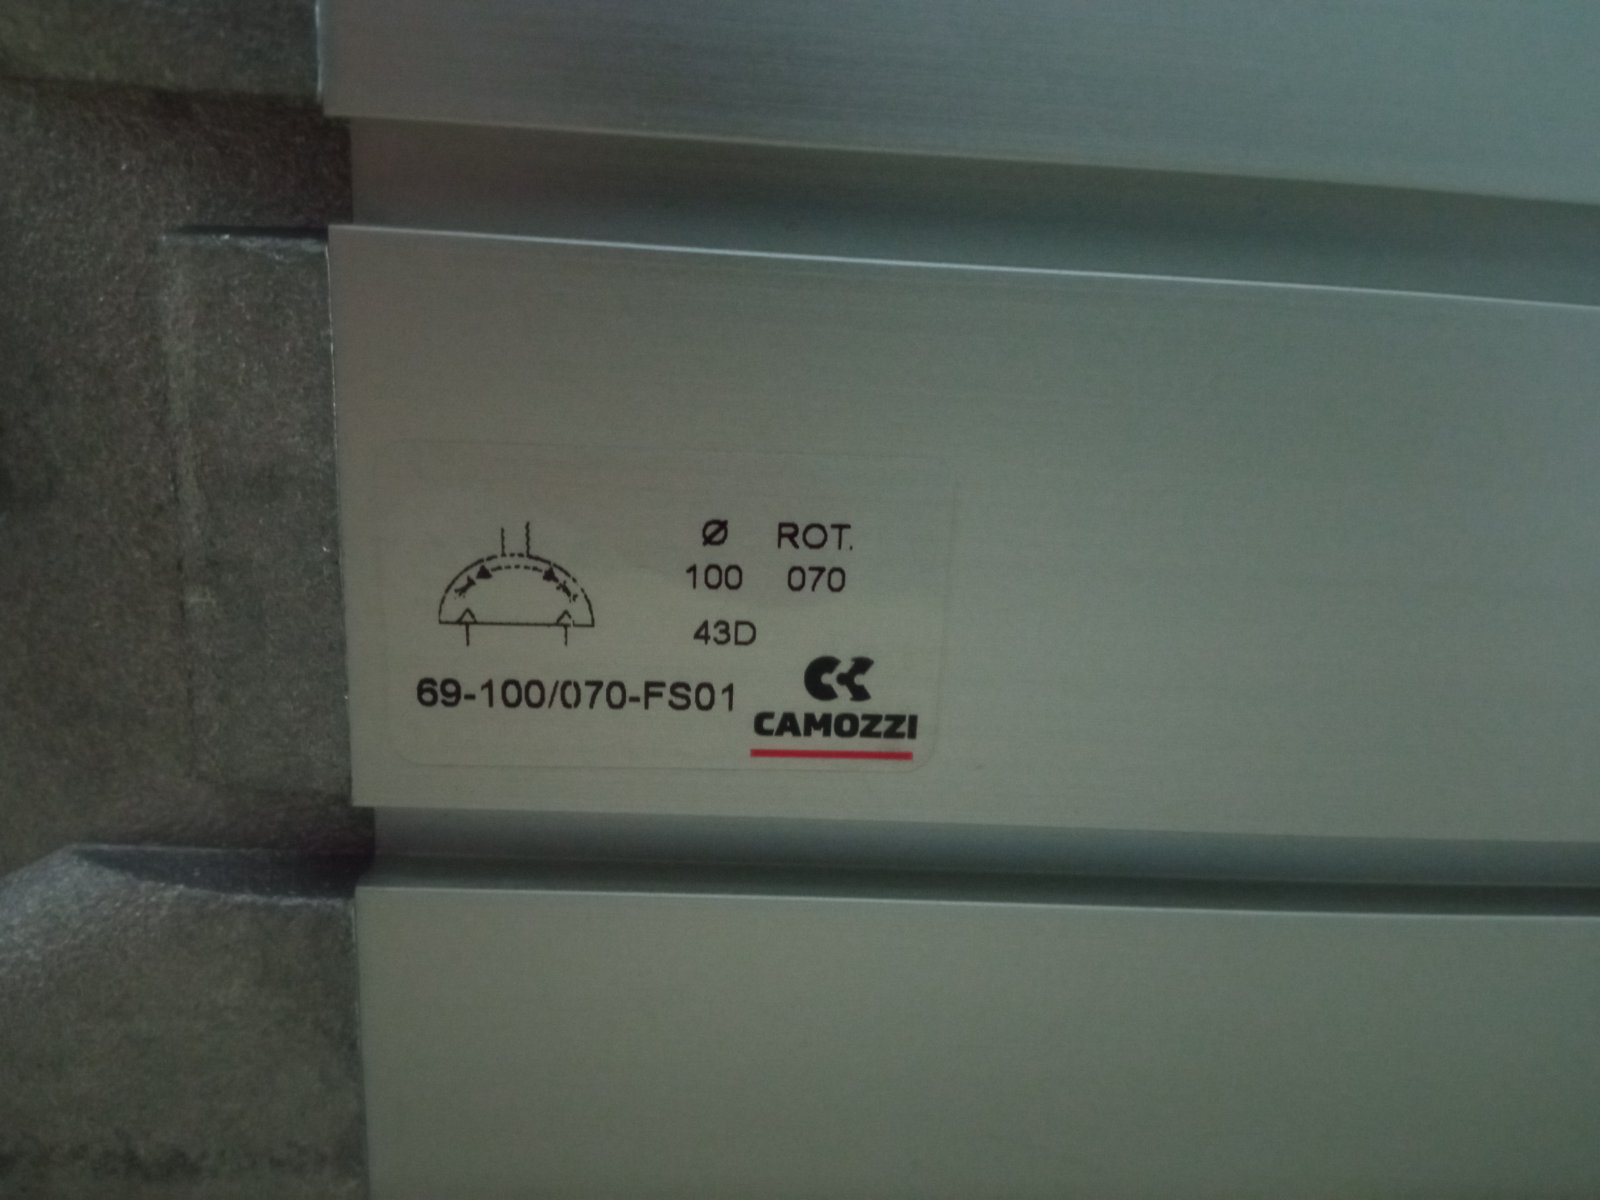 Ø ROT.
100 070
43D
69-100/070-FS01
CAMOZZI